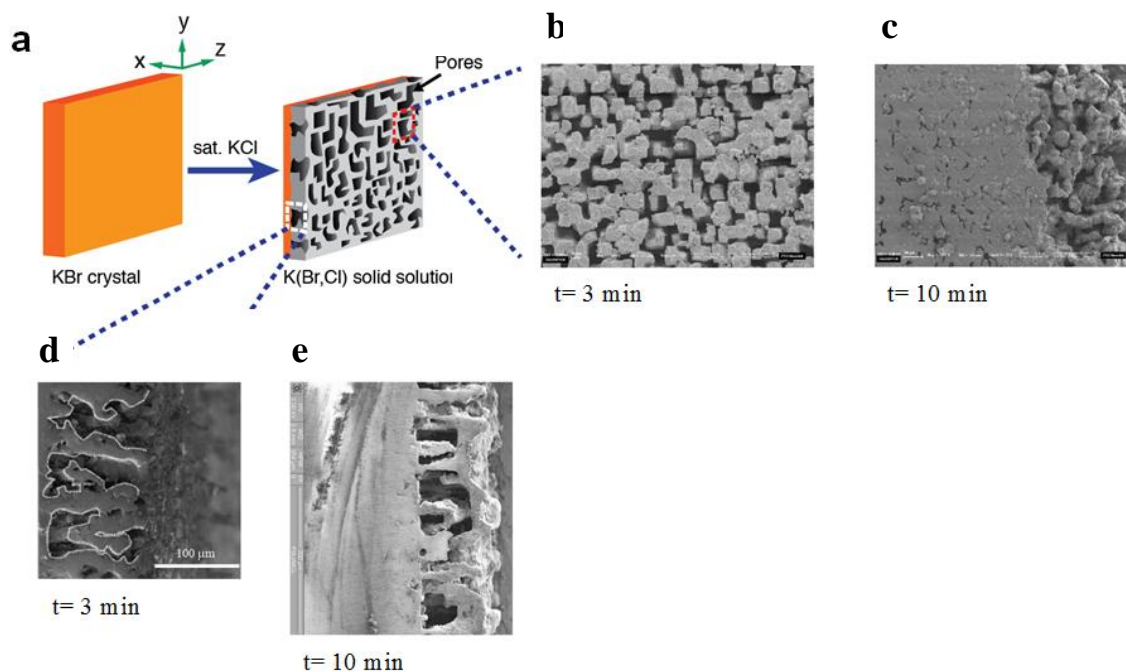 a
y
x
z
Pores
sat. KCl
KBr crystal
K(Br,Cl) solid solution
b
t= 3 min
c
t= 10 min
d
100 μm
t= 3 min
e
t= 10 min